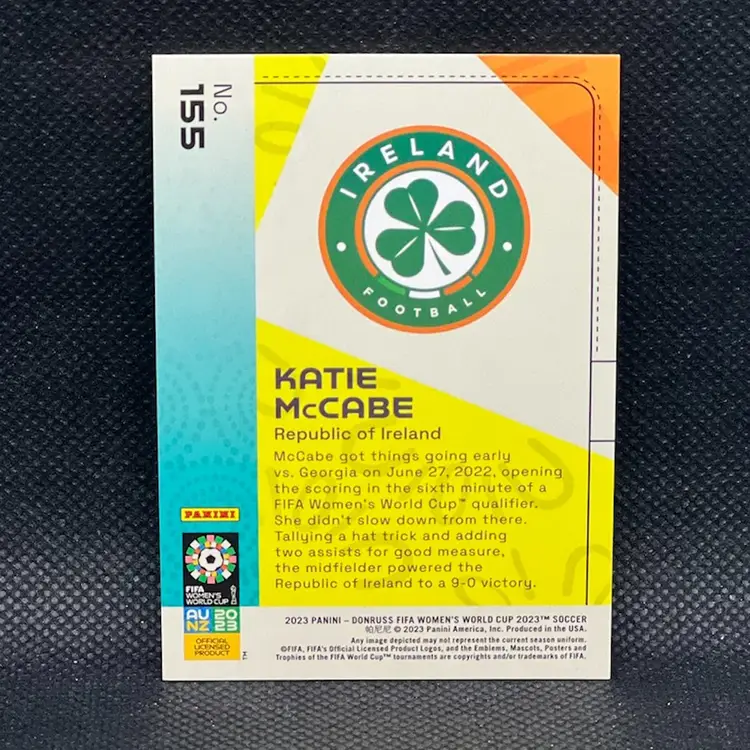 No.
155
IRELAND
FOOTBALL
KATIE
McCABE
Republic of Ireland
McCabe got things going early
vs. Georgia on June 27, 2022, opening
the scoring in the sixth minute of a
FIFA Women's World Cup™ qualifier.
She didn't slow down from there.
Tallying a hat trick and adding
two assists for good measure,
the midfielder powered the
Republic of Ireland to a 9-0 victory.
PANINI
FIFA
WOMEN'S
WORLD CUP
AU 20
NZ 23
OFFICIAL
LICENSED
PRODUCT
2023 PANINI – DONRUSS FIFA WOMEN'S WORLD CUP 2023™ SOCCER
帕尼尼 © 2023 Panini America, Inc. Produced in the USA.
Any image depicted may not represent the current season uniform.
©FIFA, FIFA's Official Licensed Product Logos, and the Emblems, Mascots, Posters and
Trophies of the FIFA World Cup™ tournaments are copyrights and/or trademarks of FIFA.